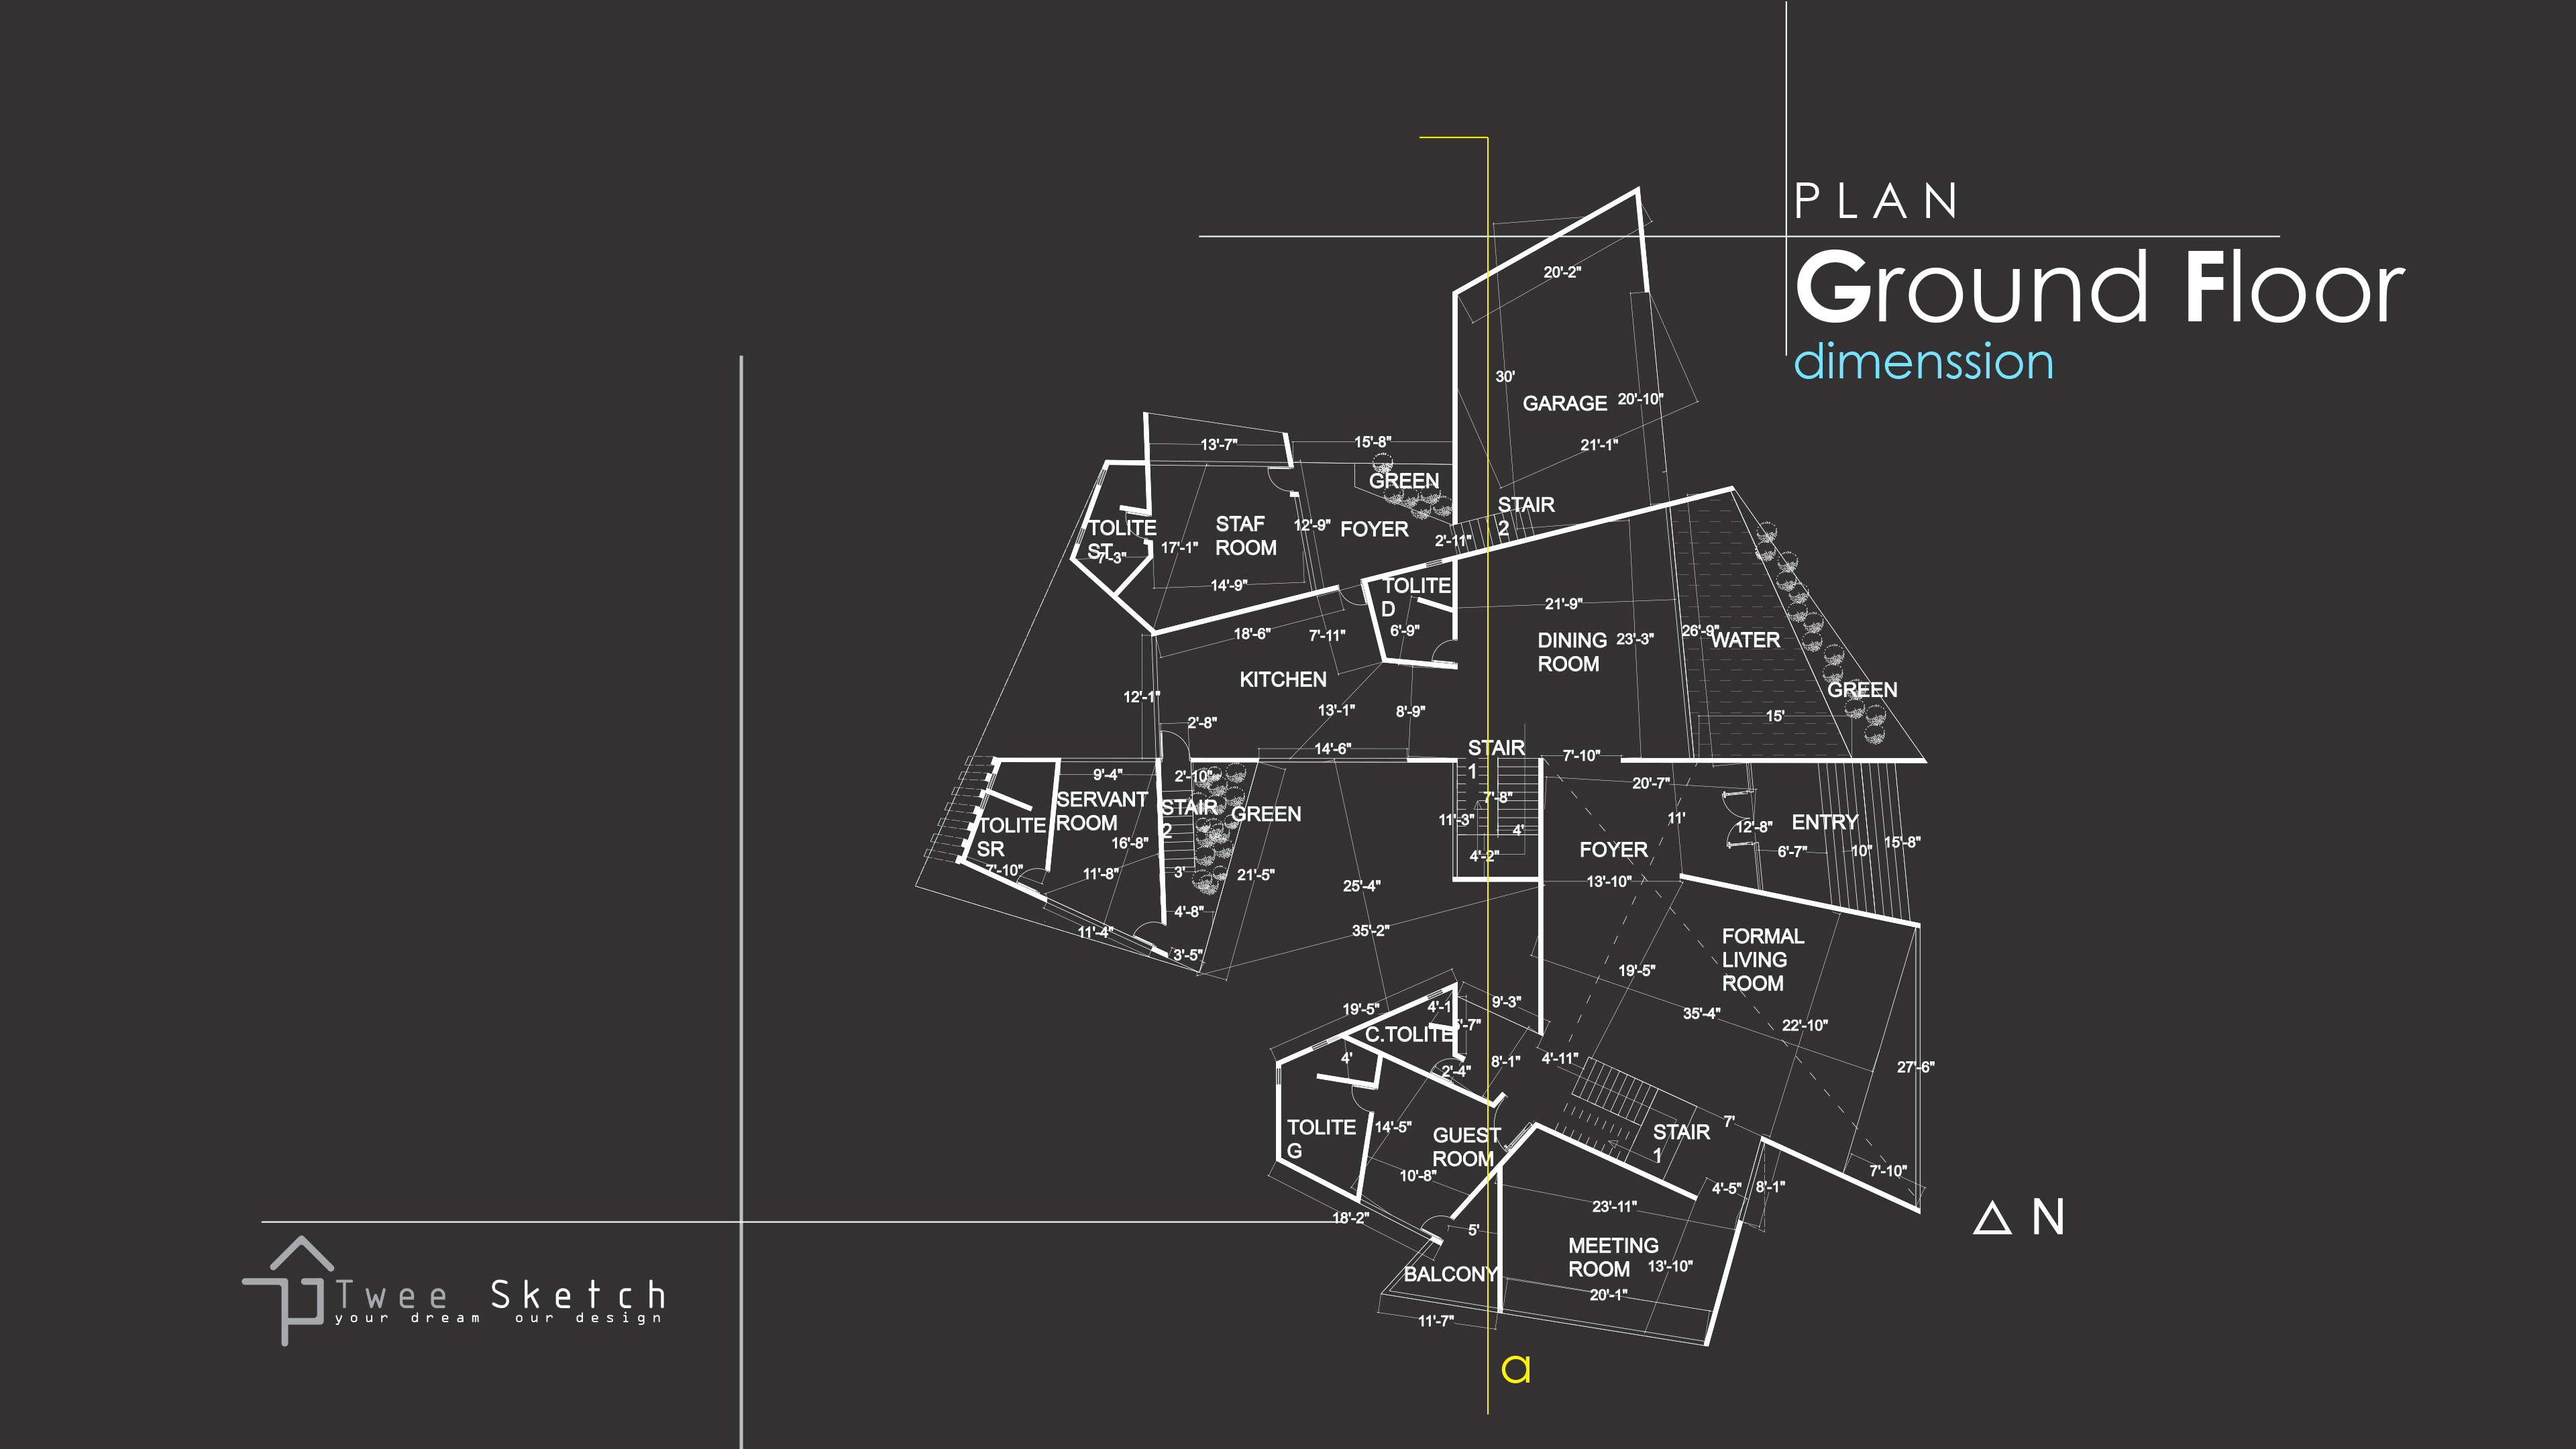 PLAN
Ground Floor
dimenssion
20'-2"
30'
GARAGE
20'-10"
21'-1"
13'-7"
15'-8"
GREEN
STAIR
2
TOLITE
ST
7'-3"
17'-1"
STAF
ROOM
12'-9"
FOYER
2'-11"
14'-9"
TOLITE
D
6'-9"
21'-9"
18'-6"
7'-11"
DINING
ROOM
23'-3"
26'-9"
WATER
KITCHEN
GREEN
12'-1"
2'-8"
13'-1"
8'-9"
15'
14'-6"
STAIR
1
7'-10"
9'-4"
2'-10"
20'-7"
SERVANT
ROOM
STAIR
2
GREEN
7'-8"
11'-3"
4'
11'
12'-8"
ENTRY
TOLITE
SR
16'-8"
4'-2"
FOYER
6'-7"
10"
15'-8"
7'-10"
11'-8"
3'
21'-5"
25'-4"
13'-10"
4'-8"
11'-4"
35'-2"
3'-5"
FORMAL
LIVING
ROOM
19'-5"
19'-5"
4'-1
9'-3"
35'-4"
22'-10"
C.TOLITE
'-7"
4'
2'-4"
8'-1"
4'-11"
27'-6"
TOLITE
G
14'-5"
GUEST
ROOM
7'
STAIR
1
10'-8"
7'-10"
4'-5"
8'-1"
18'-2"
5'
23'-11"
MEETING
ROOM
13'-10"
BALCONY
20'-1"
11'-7"
N
a
Twee Sketch
your dream our design